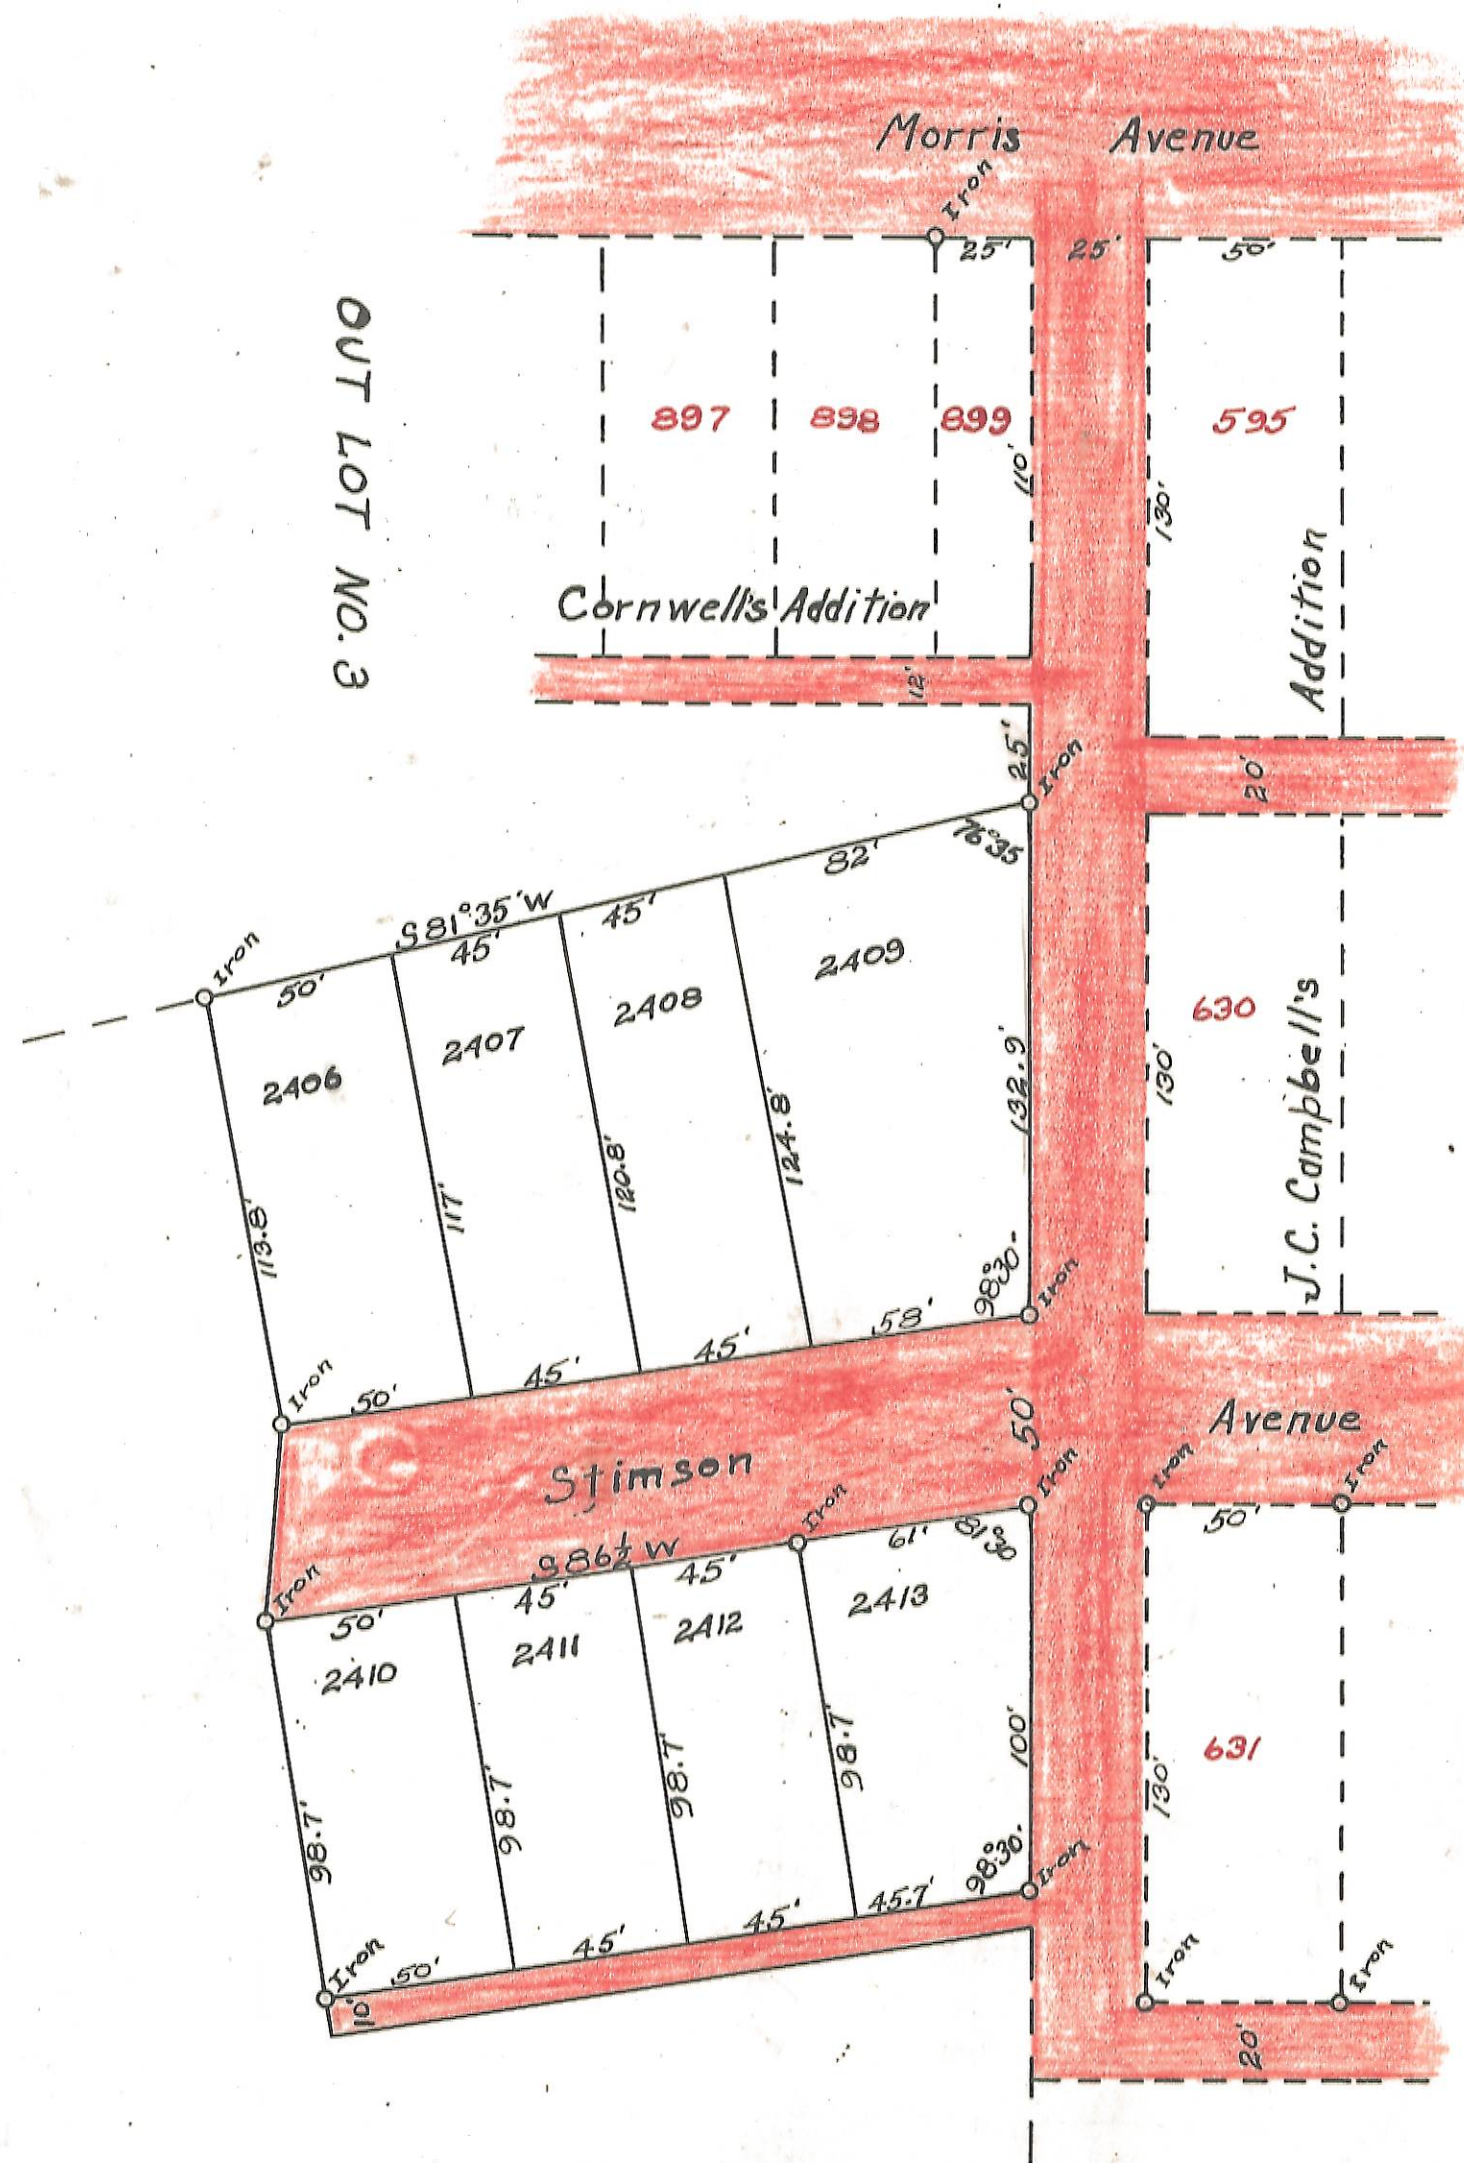 Morris Avenue
Iron
25'
25'
50'
897
898
899
595
110'
130'
OUT LOT NO. 3
Cornwell's Addition
Addition
12'
25'
Iron
20'
76°35
82'
S 81°35' W
45'
45'
50'
Iron
2409
2408
2407
2406
630
J.C. Campbell's
132.9'
130'
124.8'
120.8'
117'
113.8'
98°30-
Iron
58'
45'
45'
50'
Iron
50'
Avenue
Stimson
Iron
Iron
Iron
Iron
50'
S 86½ W
61'
81°30
45'
45'
50'
Iron
2413
2412
2411
2410
631
100'
130'
98.7'
98.7'
98.7'
98.7'
98°30'
Iron
45.7'
45'
45'
50'
Iron
10'
Iron
Iron
20'